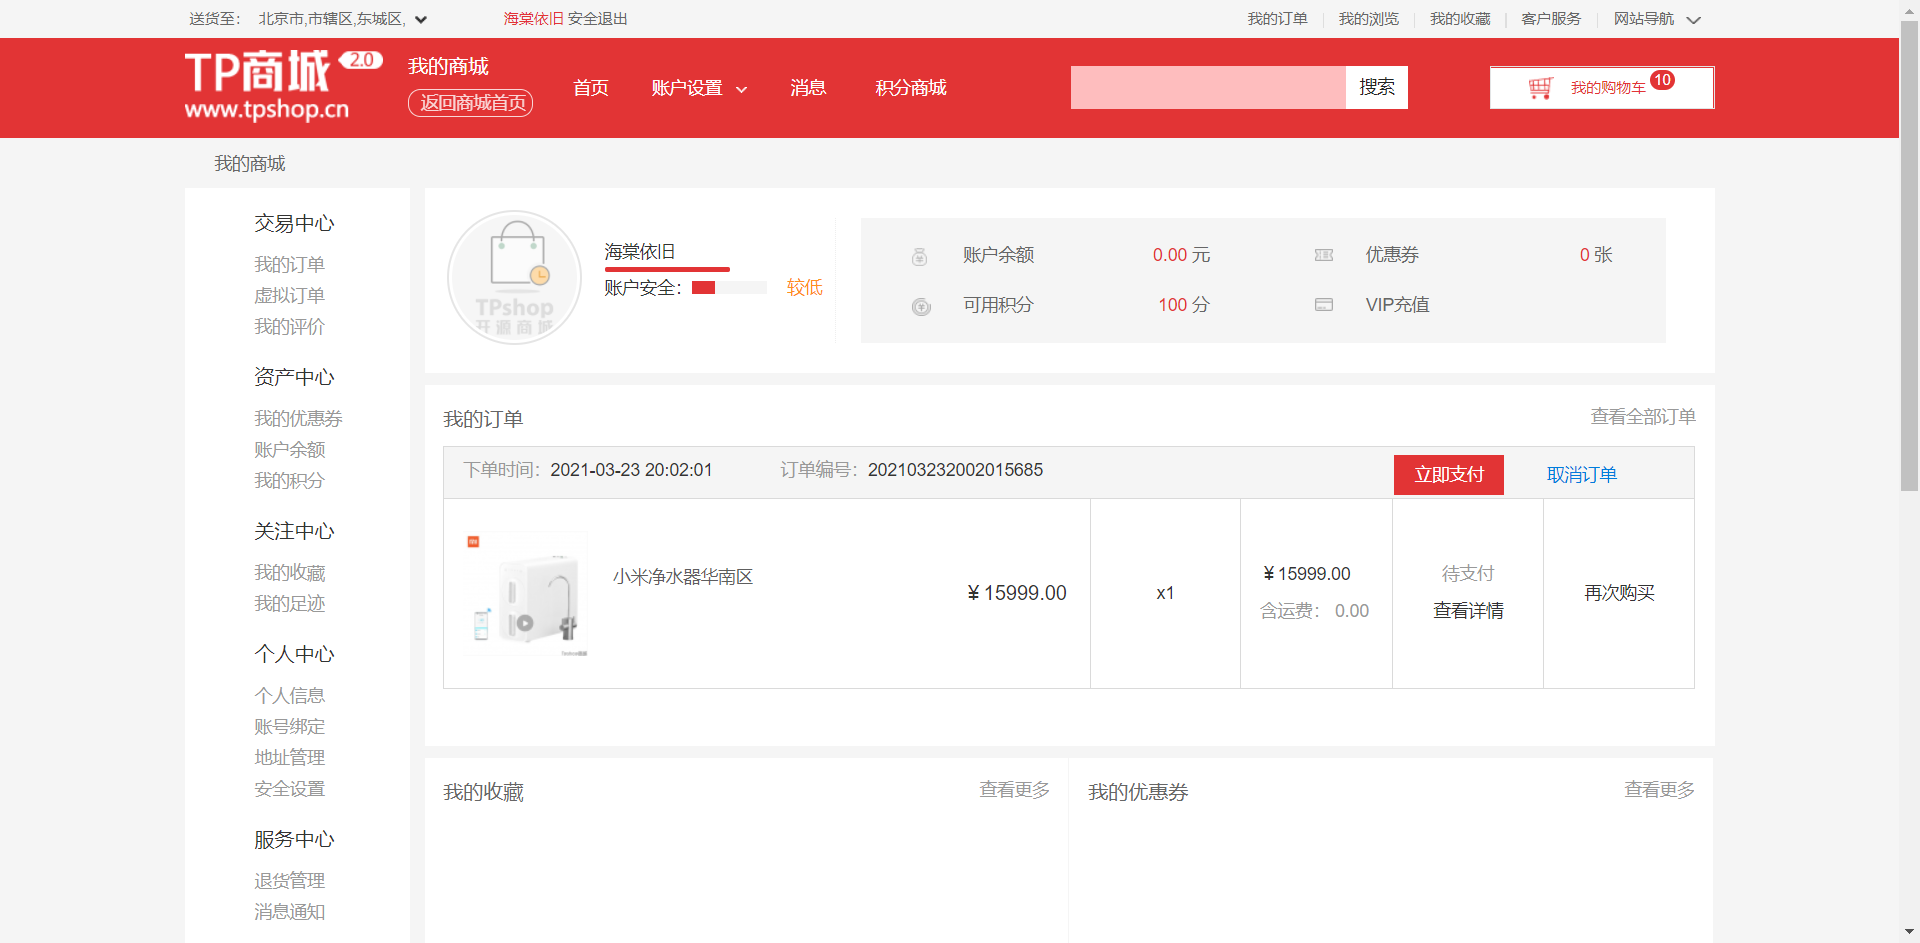 送货至： 北京市,市辖区,东城区, 海棠依旧 安全退出 我的订单 我的浏览 我的收藏 客户服务 网站导航
TP商城 2.0
www.tpshop.cn
我的商城
返回商城首页
首页 账户设置 消息 积分商城 搜索 我的购物车 10
我的商城
交易中心
我的订单
虚拟订单
我的评价
资产中心
我的优惠券
账户余额
我的积分
关注中心
我的收藏
我的足迹
个人中心
个人信息
账号绑定
地址管理
安全设置
服务中心
退货管理
消息通知
TPshop
开源商城
海棠依旧
账户安全： 较低
账户余额 0.00 元 优惠券 0 张
可用积分 100 分 VIP充值
我的订单 查看全部订单
下单时间：2021-03-23 20:02:01 订单编号：202103232002015685 立即支付 取消订单
小米净水器华南区
¥15999.00
x1
¥15999.00
含运费： 0.00
待支付
查看详情
再次购买
我的收藏 查看更多
我的优惠券 查看更多